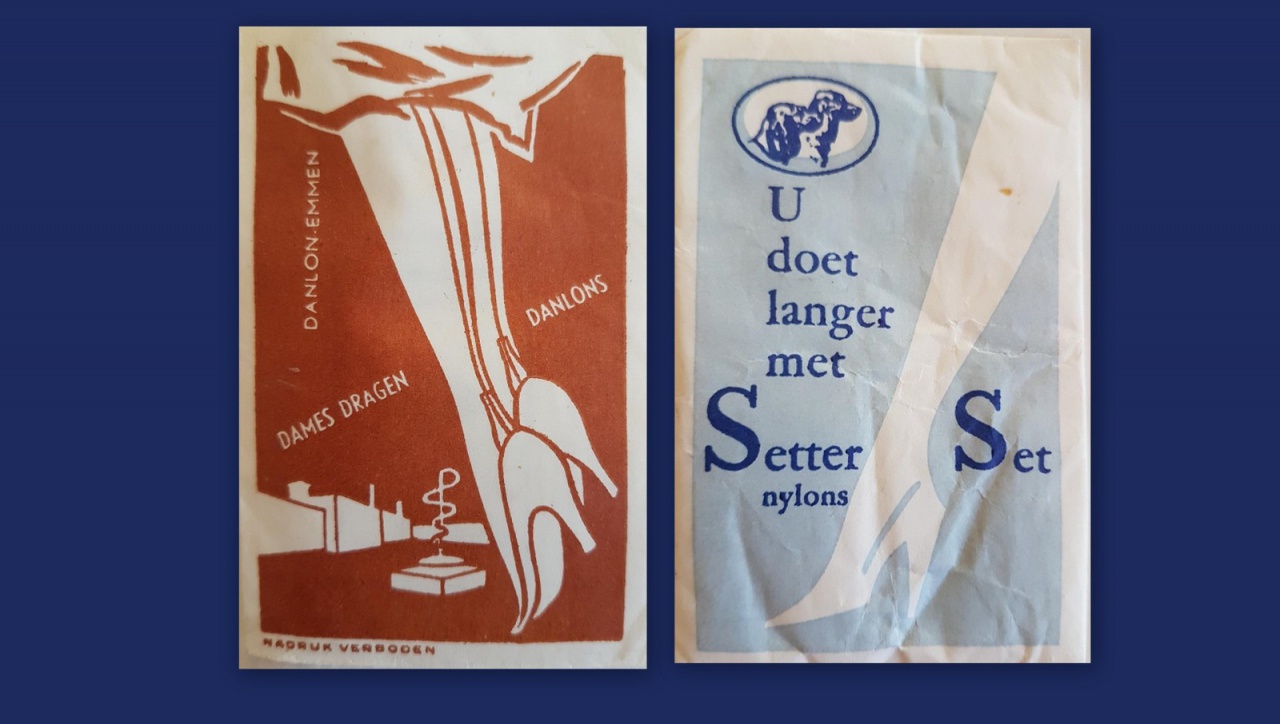 DANLON-EMMEN
DANLONS
DAMES DRAGEN
NADRUK VERBODEN
U
doet
langer
met
Setter Set
nylons